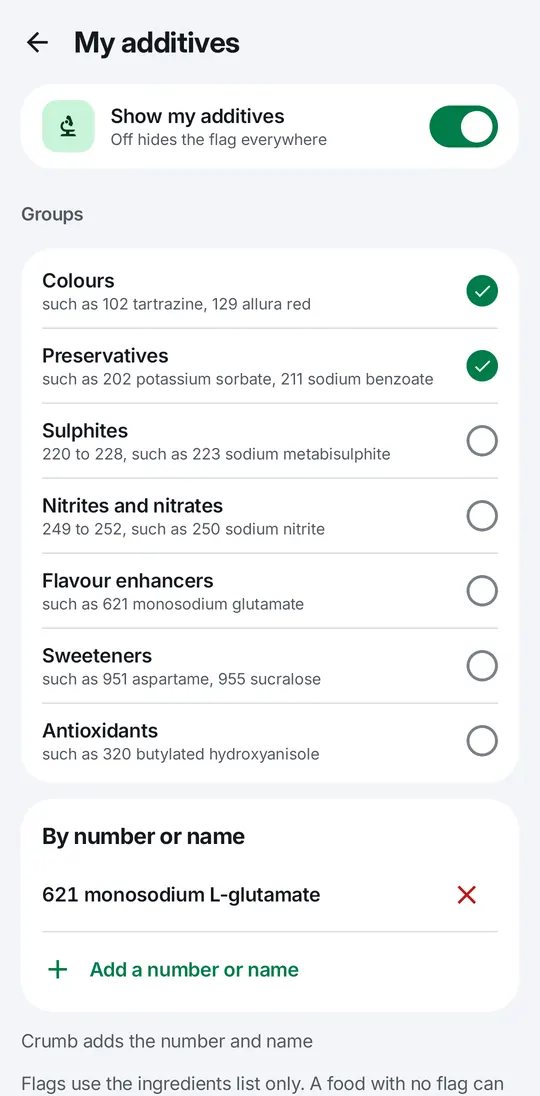 My additives
Show my additives
Off hides the flag everywhere
Groups
Colours
such as 102 tartrazine, 129 allura red
Preservatives
such as 202 potassium sorbate, 211 sodium benzoate
Sulphites
220 to 228, such as 223 sodium metabisulphite
Nitrites and nitrates
249 to 252, such as 250 sodium nitrite
Flavour enhancers
such as 621 monosodium glutamate
Sweeteners
such as 951 aspartame, 955 sucralose
Antioxidants
such as 320 butylated hydroxyanisole
By number or name
621 monosodium L-glutamate
Add a number or name
Crumb adds the number and name
Flags use the ingredients list only. A food with no flag can